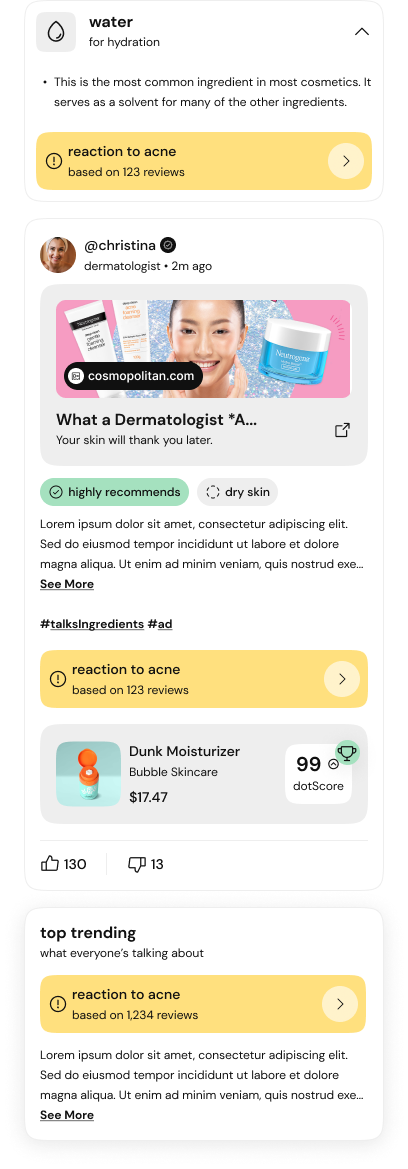 water
for hydration
• This is the most common ingredient in most cosmetics. It
serves as a solvent for many of the other ingredients.
reaction to acne
based on 123 reviews
@christina
dermatologist • 2m ago
Neutrogena
Neutrogena
cosmopolitan.com
What a Dermatologist *A...
Your skin will thank you later.
highly recommends
dry skin
Lorem ipsum dolor sit amet, consectetur adipiscing elit.
Sed do eiusmod tempor incididunt ut labore et dolore
magna aliqua. Ut enim ad minim veniam, quis nostrud exe...
See More
#talksIngredients #ad
reaction to acne
based on 123 reviews
Dunk Moisturizer
Bubble Skincare
$17.47
99
dotScore
130
13
top trending
what everyone's talking about
reaction to acne
based on 1,234 reviews
Lorem ipsum dolor sit amet, consectetur adipiscing elit.
Sed do eiusmod tempor incididunt ut labore et dolore
magna aliqua. Ut enim ad minim veniam, quis nostrud exe...
See More